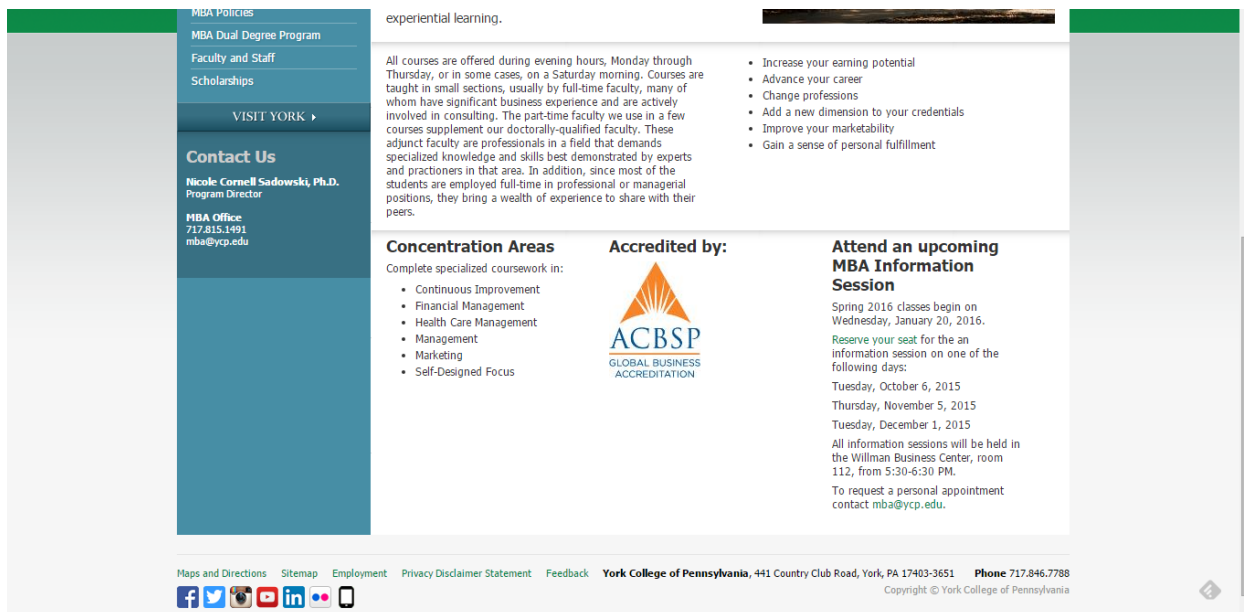 MBA Policies
MBA Dual Degree Program
Faculty and Staff
Scholarships
VISIT YORK
Contact Us
Nicole Cornell Sadowski, Ph.D.
Program Director
MBA Office
717.815.1491
mba@ycp.edu
experiential learning.
All courses are offered during evening hours, Monday through
Thursday, or in some cases, on a Saturday morning. Courses are
taught in small sections, usually by full-time faculty, many of
whom have significant business experience and are actively
involved in consulting. The part-time faculty we use in a few
courses supplement our doctorally-qualified faculty. These
adjunct faculty are professionals in a field that demands
specialized knowledge and skills best demonstrated by experts
and practioners in that area. In addition, since most of the
students are employed full-time in professional or managerial
positions, they bring a wealth of experience to share with their
peers.
• Increase your earning potential
• Advance your career
• Change professions
• Add a new dimension to your credentials
• Improve your marketability
• Gain a sense of personal fulfillment
Concentration Areas
Complete specialized coursework in:
• Continuous Improvement
• Financial Management
• Health Care Management
• Management
• Marketing
• Self-Designed Focus
Accredited by:
ACBSP
GLOBAL BUSINESS
ACCREDITATION
Attend an upcoming
MBA Information
Session
Spring 2016 classes begin on
Wednesday, January 20, 2016.
Reserve your seat for the an
information session on one of the
following days:
Tuesday, October 6, 2015
Thursday, November 5, 2015
Tuesday, December 1, 2015
All information sessions will be held in
the Willman Business Center, room
112, from 5:30-6:30 PM.
To request a personal appointment
contact mba@ycp.edu.
Maps and Directions Sitemap Employment Privacy Disclaimer Statement Feedback York College of Pennsylvania, 441 Country Club Road, York, PA 17403-3651 Phone 717.846.7788
Copyright © York College of Pennsylvania